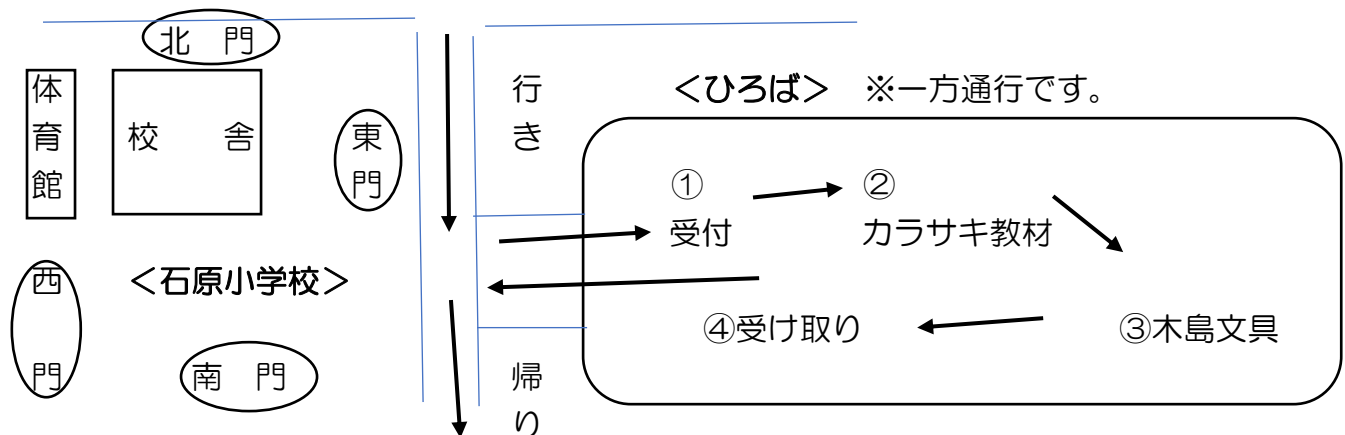 北 門
体育館
校 舎
東門
行き
＜ひろば＞ ※一方通行です。
①
受付
②
カラサキ教材
西門
＜石原小学校＞
④受け取り
③木島文具
南 門
帰り